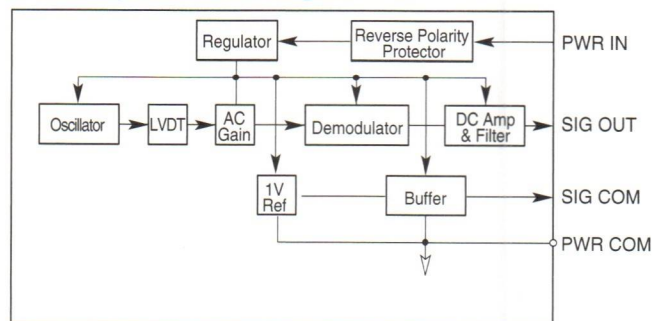 Regulator
Reverse Polarity
Protector
PWR IN
Oscillator
LVDT
AC
Gain
Demodulator
DC Amp
& Filter
SIG OUT
1V
Ref
Buffer
SIG COM
PWR COM